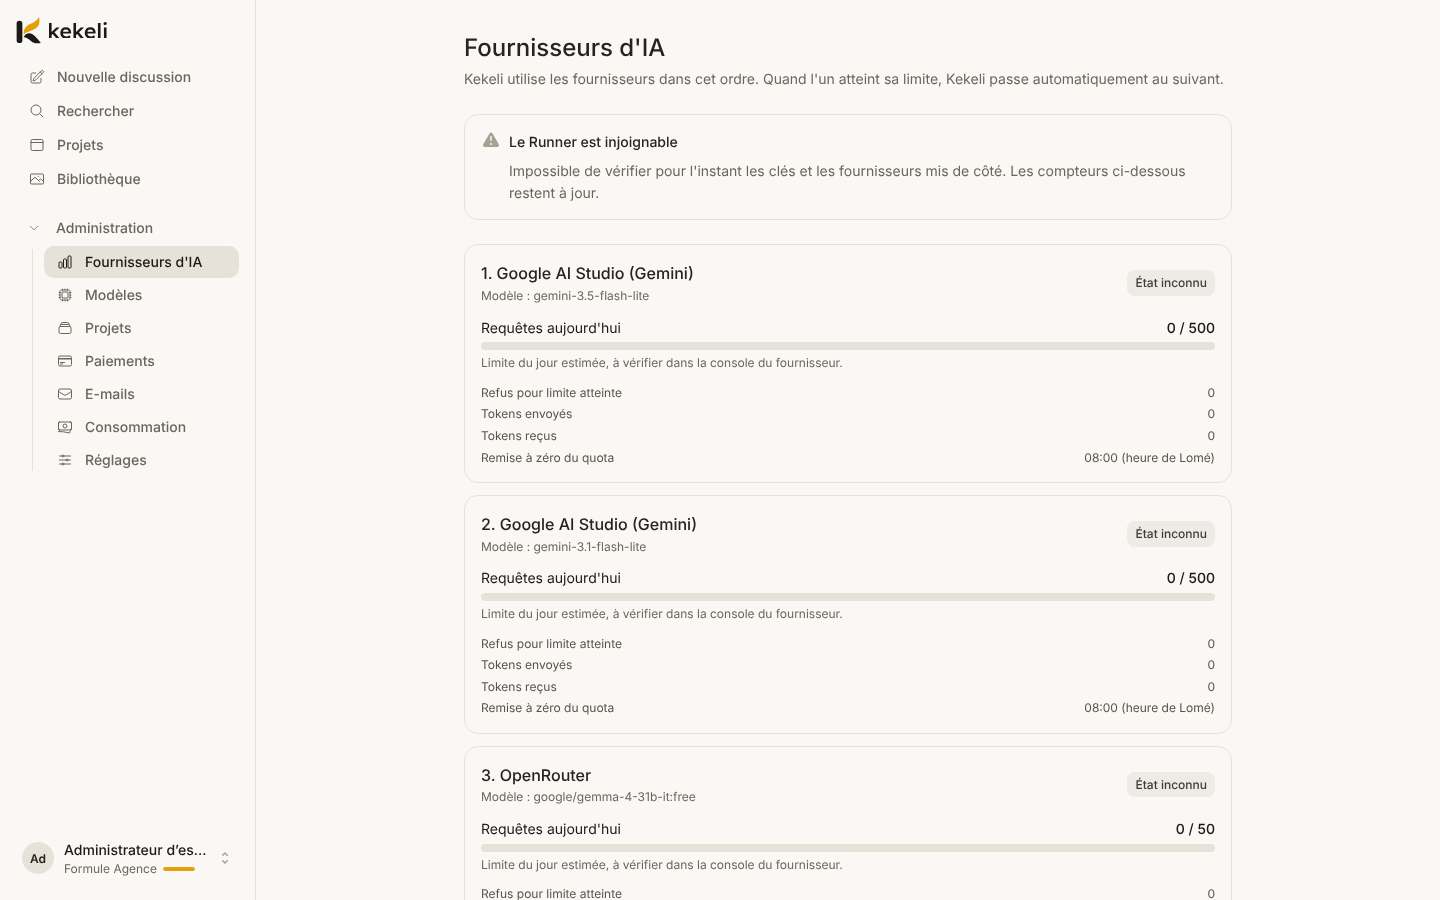 kekeli
Nouvelle discussion
Rechercher
Projets
Bibliothèque
Administration
Fournisseurs d'IA
Modèles
Projets
Paiements
E-mails
Consommation
Réglages
Ad
Administrateur d'es...
Formule Agence
Fournisseurs d'IA
Kekeli utilise les fournisseurs dans cet ordre. Quand l'un atteint sa limite, Kekeli passe automatiquement au suivant.
Le Runner est injoignable
Impossible de vérifier pour l'instant les clés et les fournisseurs mis de côté. Les compteurs ci-dessous
restent à jour.
1. Google AI Studio (Gemini)
Modèle : gemini-3.5-flash-lite
État inconnu
Requêtes aujourd'hui 0 / 500
Limite du jour estimée, à vérifier dans la console du fournisseur.
Refus pour limite atteinte 0
Tokens envoyés 0
Tokens reçus 0
Remise à zéro du quota 08:00 (heure de Lomé)
2. Google AI Studio (Gemini)
Modèle : gemini-3.1-flash-lite
État inconnu
Requêtes aujourd'hui 0 / 500
Limite du jour estimée, à vérifier dans la console du fournisseur.
Refus pour limite atteinte 0
Tokens envoyés 0
Tokens reçus 0
Remise à zéro du quota 08:00 (heure de Lomé)
3. OpenRouter
Modèle : google/gemma-4-31b-it:free
État inconnu
Requêtes aujourd'hui 0 / 50
Limite du jour estimée, à vérifier dans la console du fournisseur.
Refus pour limite atteinte 0